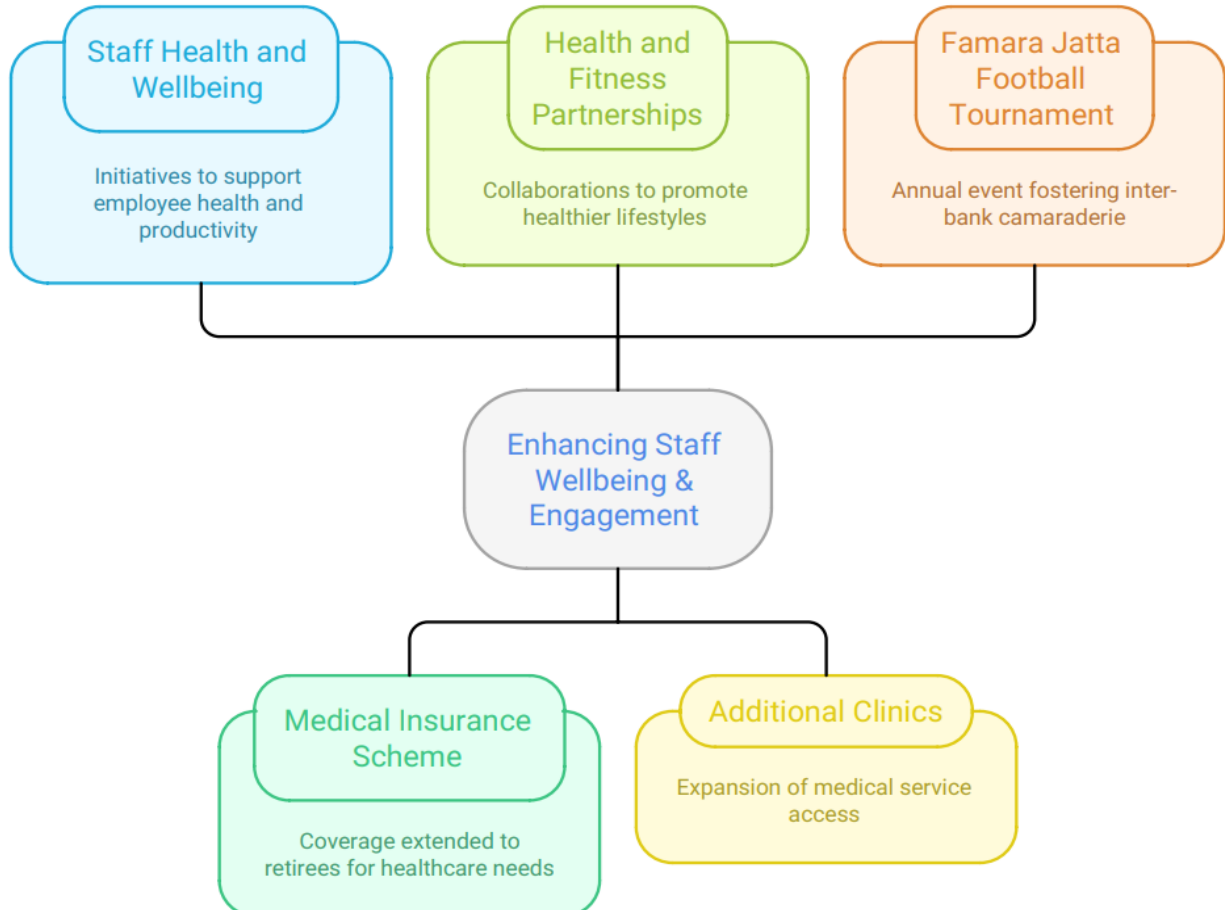 Staff Health and
Wellbeing
Initiatives to support
employee health and
productivity
Health and
Fitness
Partnerships
Collaborations to promote
healthier lifestyles
Famara Jatta
Football
Tournament
Annual event fostering inter-
bank camaraderie
Enhancing Staff
Wellbeing &
Engagement
Medical Insurance
Scheme
Coverage extended to
retirees for healthcare needs
Additional Clinics
Expansion of medical service
access